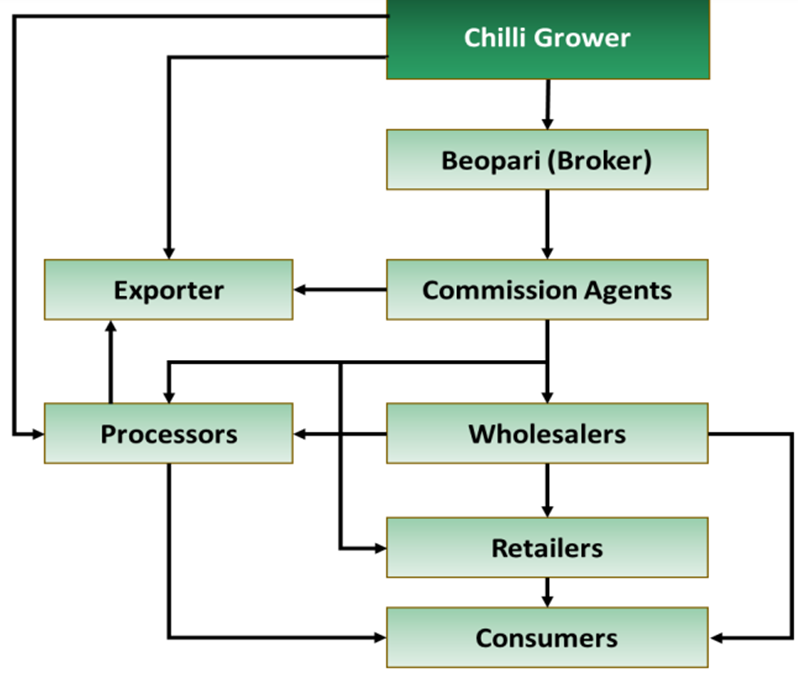 Chilli Grower
Beopari (Broker)
Exporter
Commission Agents
Processors
Wholesalers
Retailers
Consumers